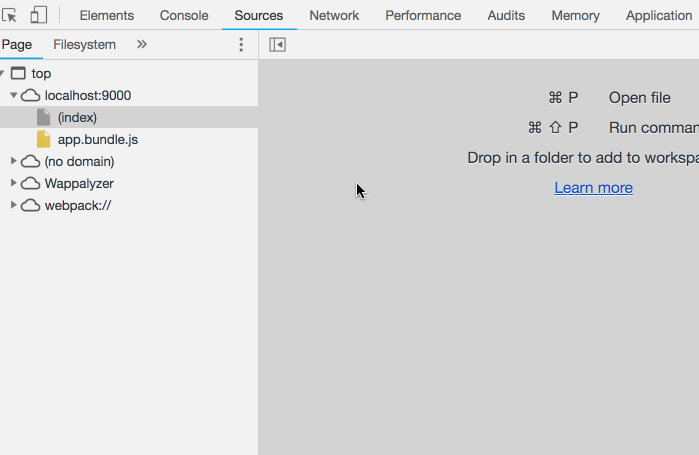 Elements Console Sources Network Performance Audits Memory Application
Page Filesystem »
top
localhost:9000
(index)
app.bundle.js
(no domain)
Wappalyzer
webpack://
⌘ P Open file
⌘ ⇧ P Run comman
Drop in a folder to add to workspa
Learn more